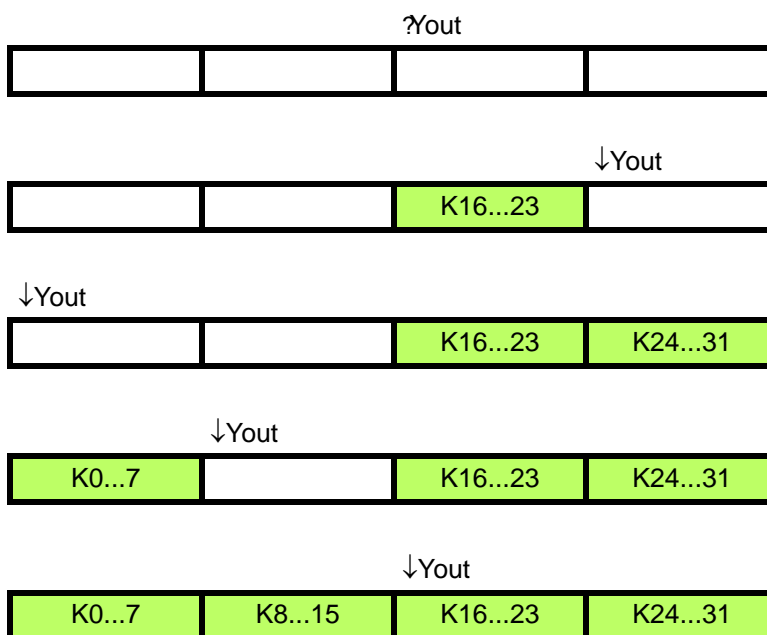 ?Yout
↓Yout
K16...23
↓Yout
K16...23 K24...31
↓Yout
K0...7 K16...23 K24...31
↓Yout
K0...7 K8...15 K16...23 K24...31